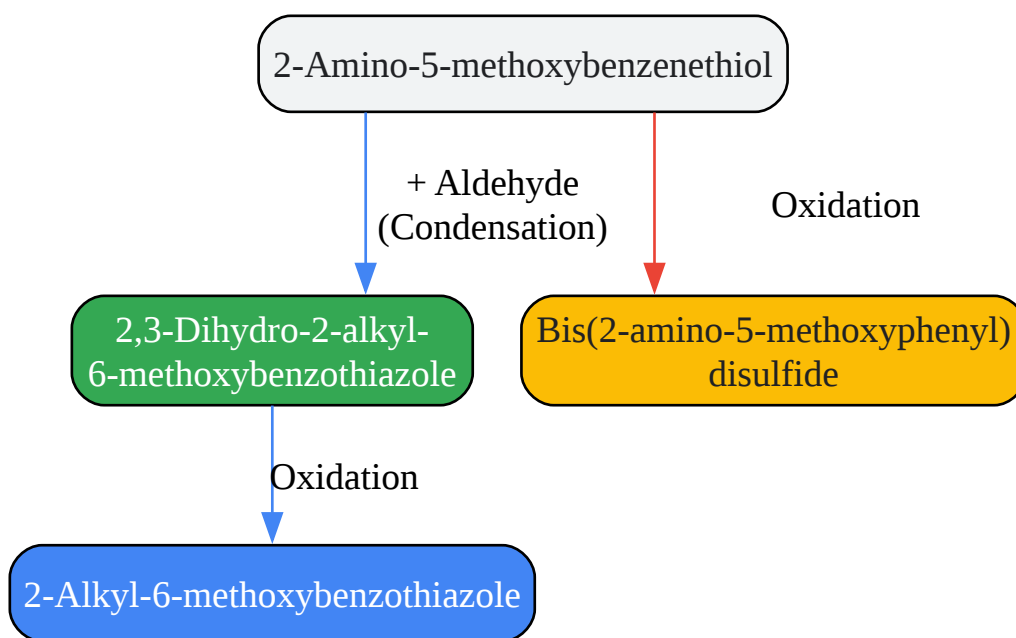 2-Amino-5-methoxybenzenethiol
+ Aldehyde
(Condensation)
Oxidation
2,3-Dihydro-2-alkyl-
6-methoxybenzothiazole
Bis(2-amino-5-methoxyphenyl)
disulfide
Oxidation
2-Alkyl-6-methoxybenzothiazole